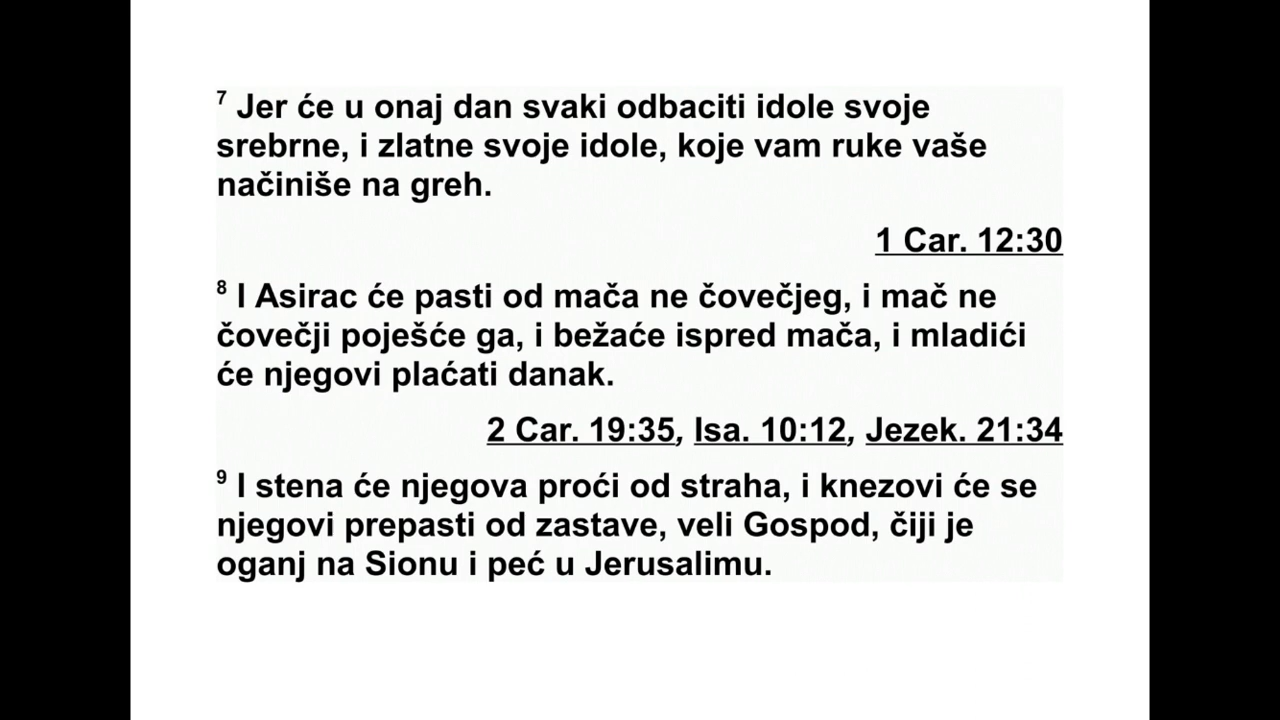 7 Jer će u onaj dan svaki odbaciti idole svoje
srebrne, i zlatne svoje idole, koje vam ruke vaše
načiniše na greh.
1 Car. 12:30
8 I Asirac će pasti od mača ne čovečjeg, i mač ne
čovečji poješće ga, i bežaće ispred mača, i mladići
će njegovi plaćati danak.
2 Car. 19:35, Isa. 10:12, Jezek. 21:34
9 I stena će njegova proći od straha, i knezovi će se
njegovi prepasti od zastave, veli Gospod, čiji je
oganj na Sionu i peć u Jerusalimu.